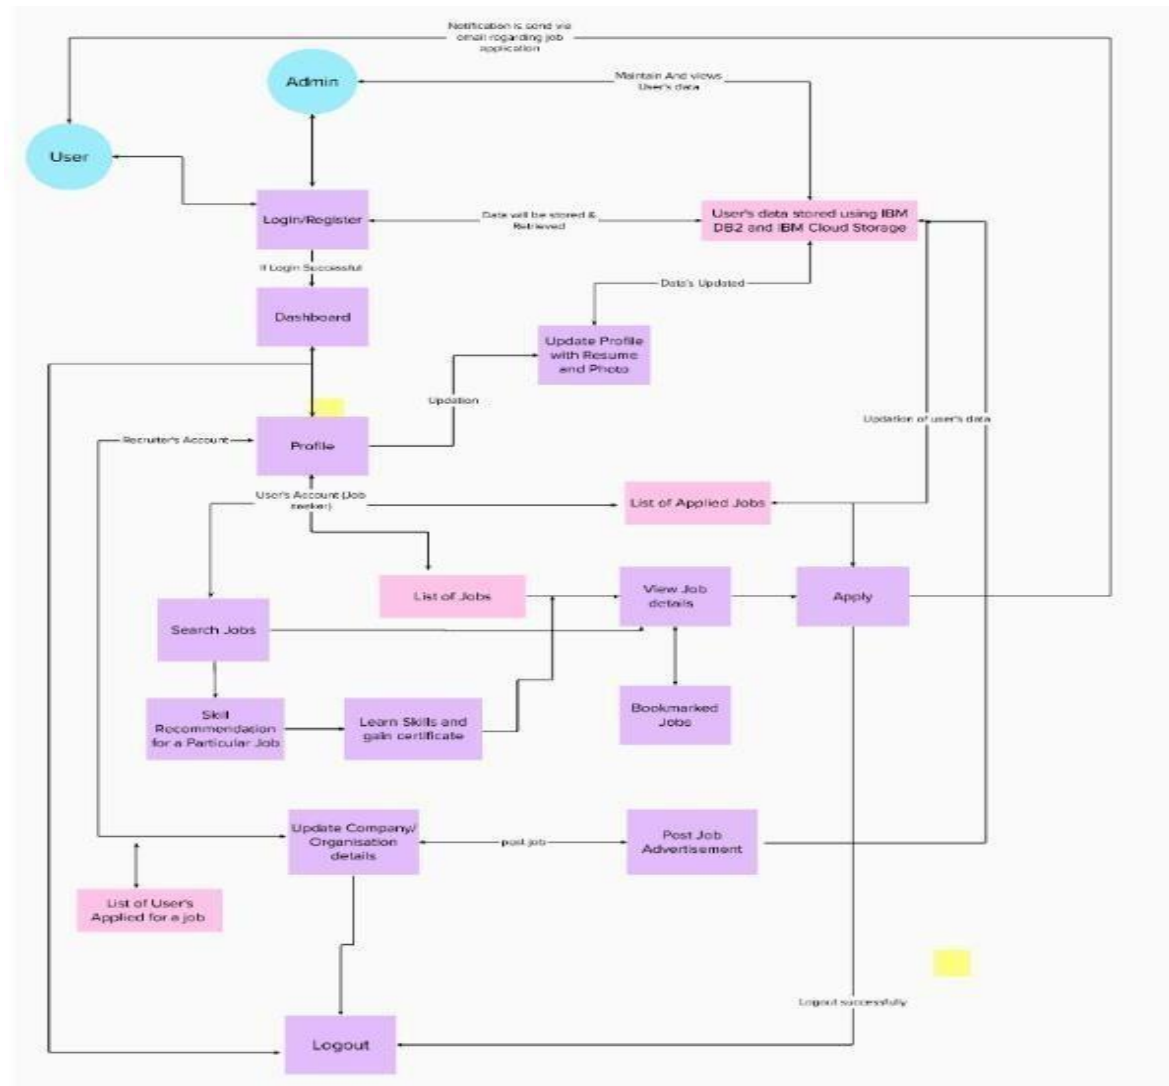 Notification is send via
email regarding job
application
Admin
Maintain And views
User's data
User
Login/Register
Data will be stored &
Retrieved
User's data stored using IBM
DB2 and IBM Cloud Storage
If Login Successful
Data's Updated
Dashboard
Update Profile
with Resume
and Photo
Updation
Updation of user's data
Recruiter's Account
Profile
User's Account (Job
seeker)
List of Applied Jobs
List of Jobs
View Job
details
Apply
Search Jobs
Skill
Recommendation
for a Particular Job
Learn Skills and
gain certificate
Bookmarked
Jobs
Update Company/
Organisation
details
post job
Post Job
Advertisement
List of User's
Applied for a job
Logout successfully
Logout